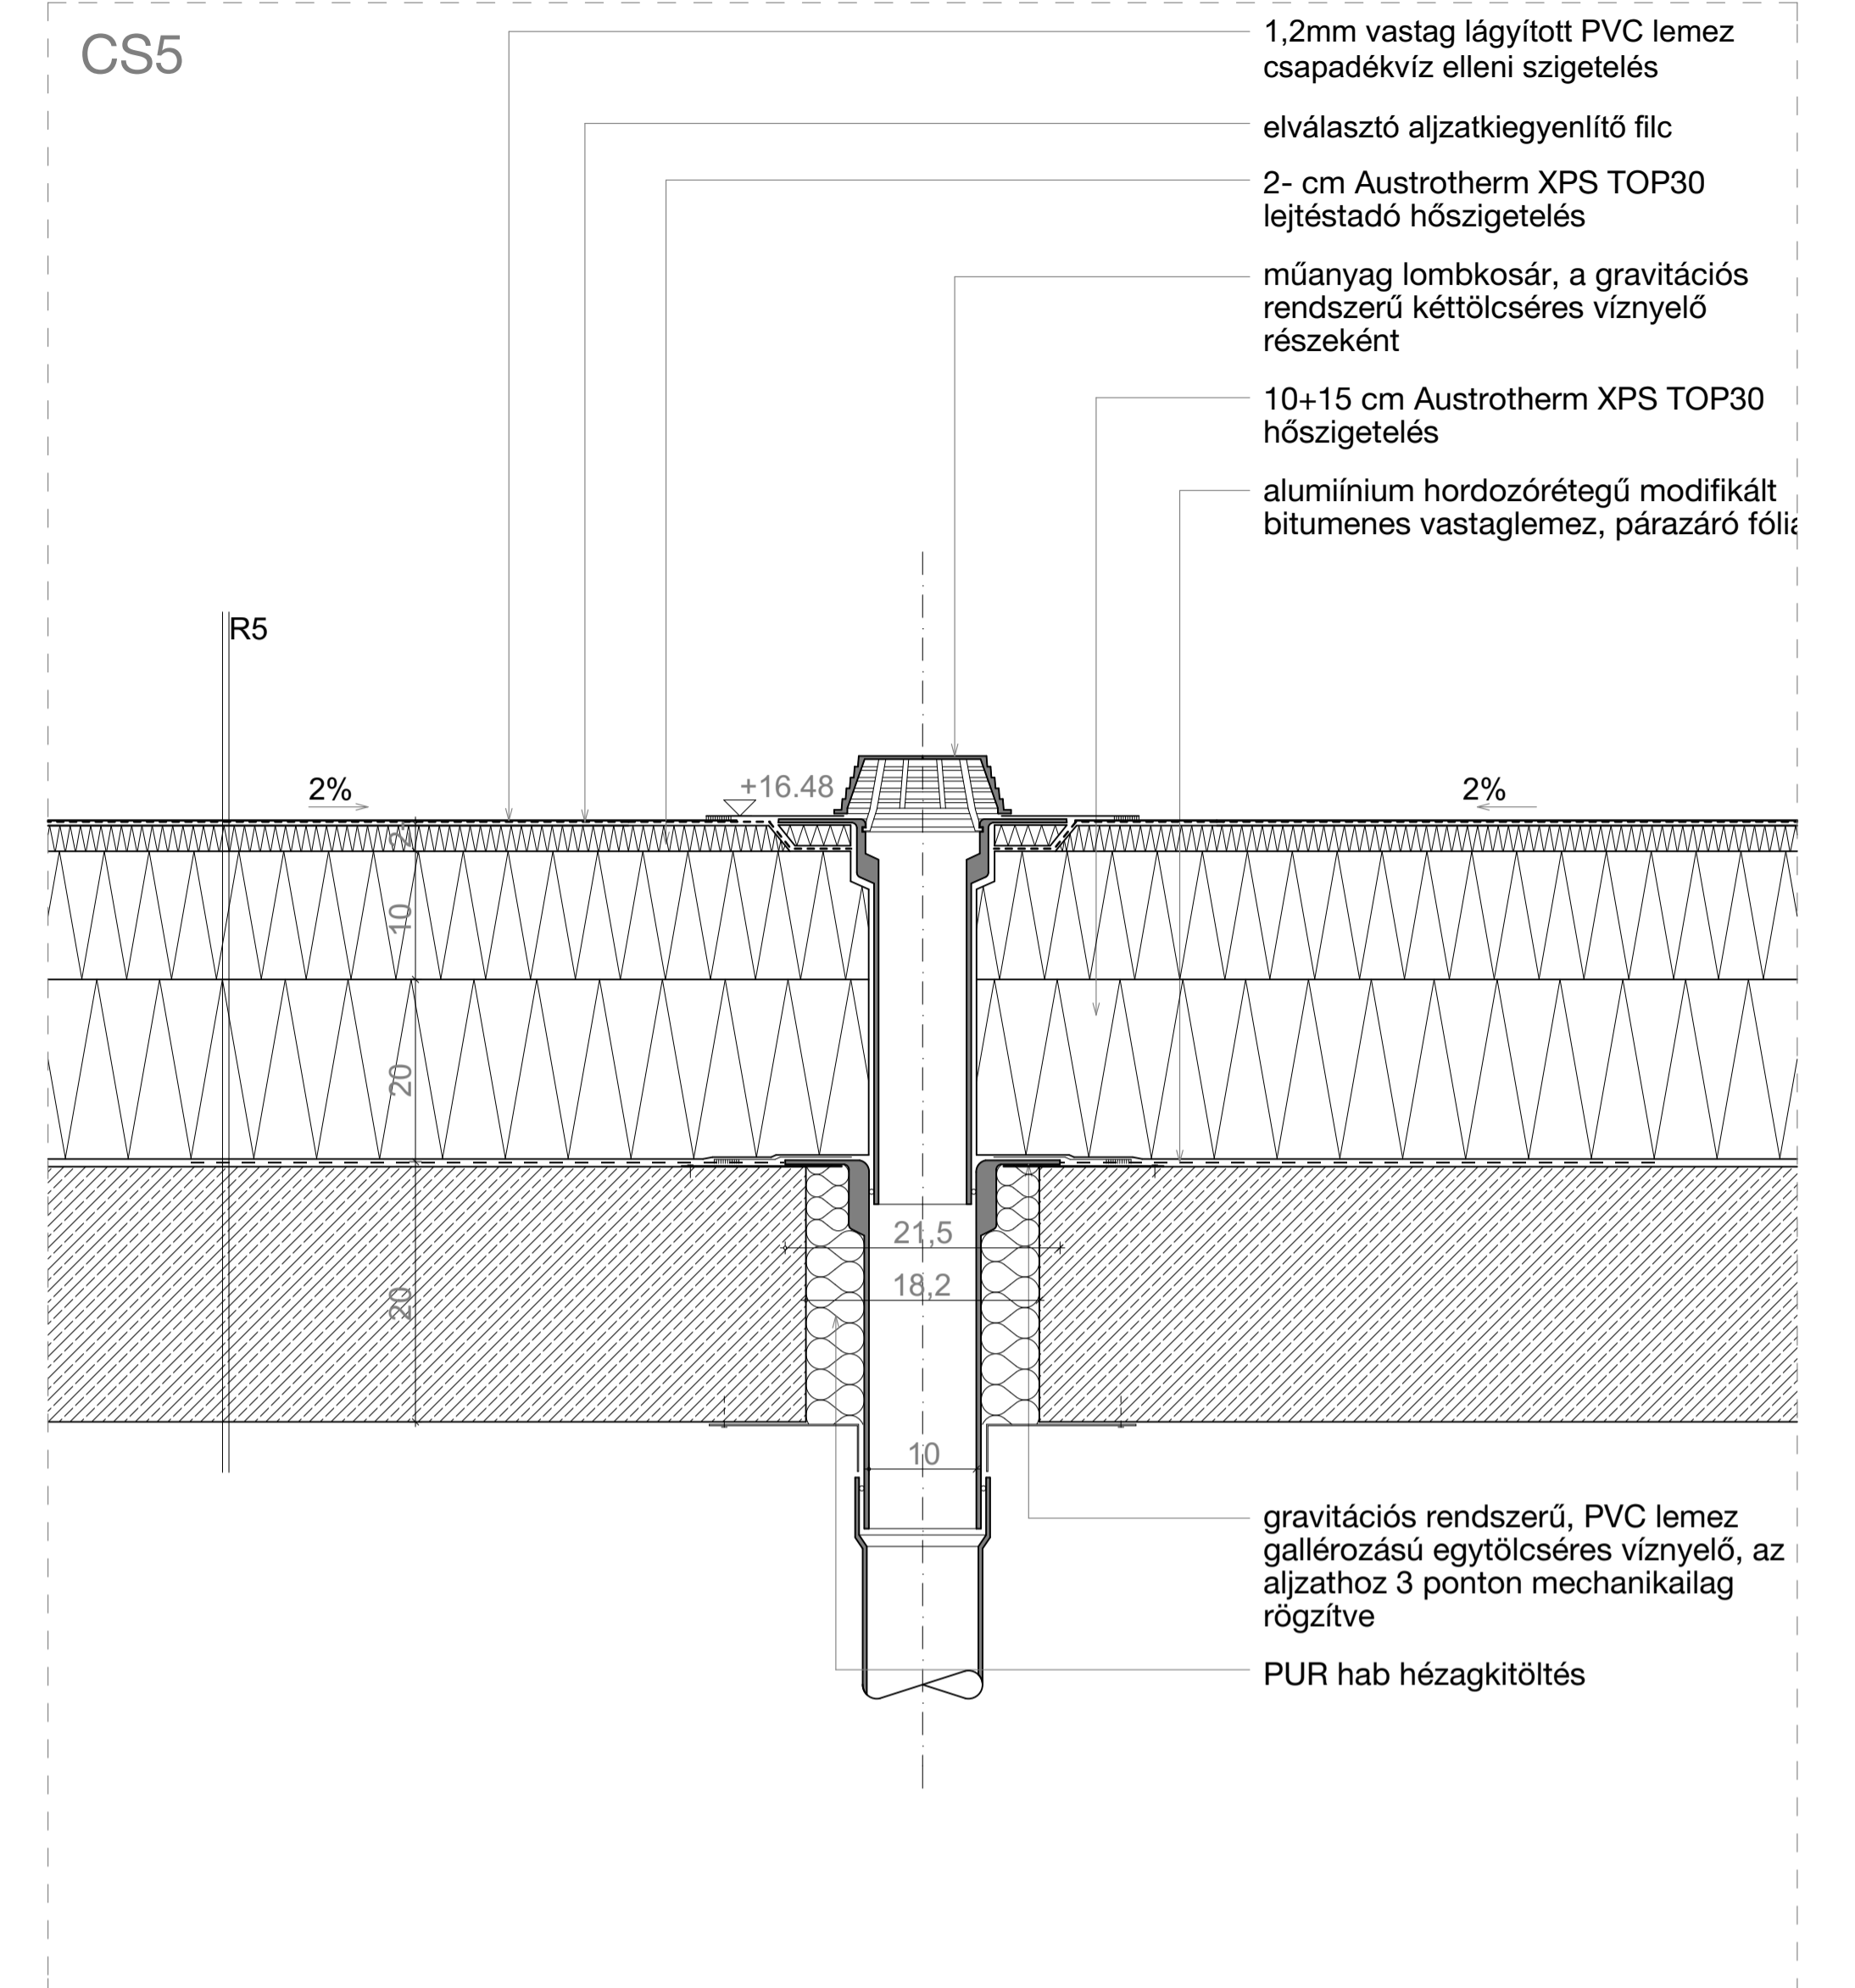 CS5
1,2mm vastag lágyított PVC lemez
csapadékvíz elleni szigetelés
elválasztó aljzatkiegyenlítő filc
2- cm Austrotherm XPS TOP30
lejtéstadó hőszigetelés
műanyag lombkosár, a gravitációs
rendszerű kéttölcséres víznyelő
részeként
10+15 cm Austrotherm XPS TOP30
hőszigetelés
alumiínium hordozórétegű modifikált
bitumenes vastaglemez, párazáró fólia
R5
2%
+16.48
2%
2
10
20
21,5
18,2
20
10
gravitációs rendszerű, PVC lemez
gallérozású egytölcséres víznyelő, az
aljzathoz 3 ponton mechanikailag
rögzítve
PUR hab hézagkitöltés